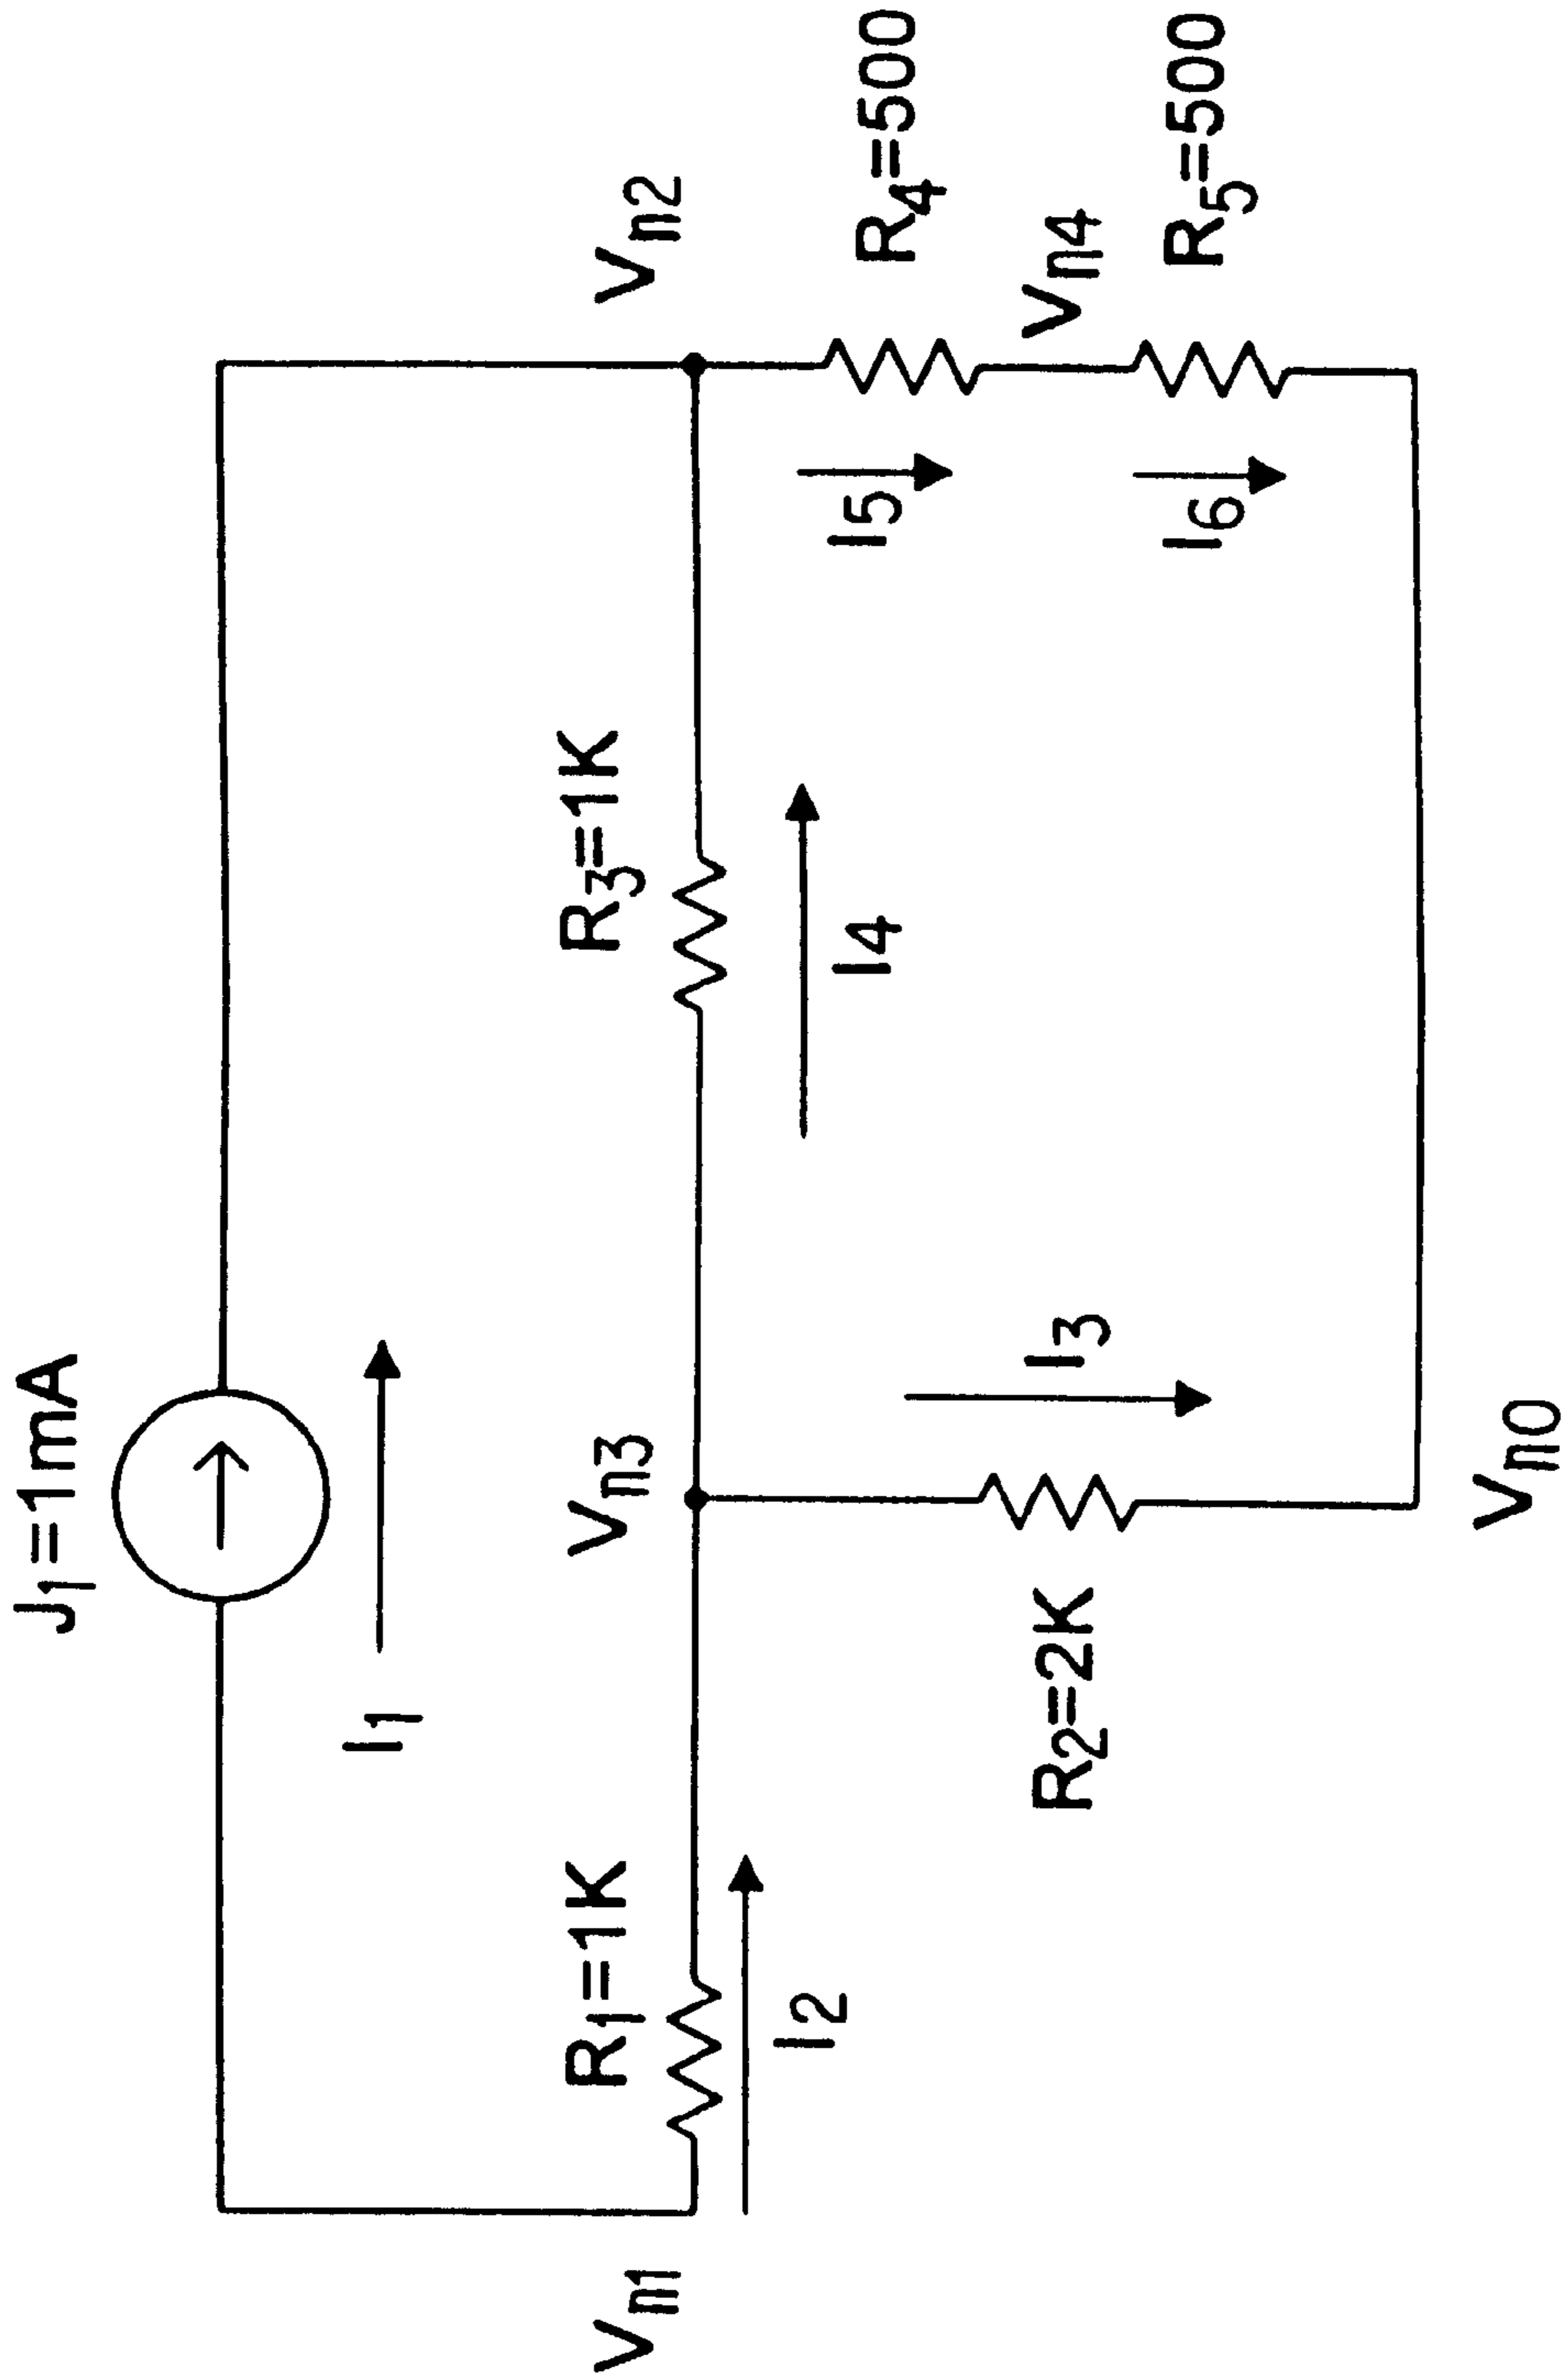 J1=1mA
I1
Vn1
R1=1K
Vn3
R3=1K
Vn2
I2
I4
I5
R4=500
R2=2K
I3
Vn4
I6
R5=500
Vn0